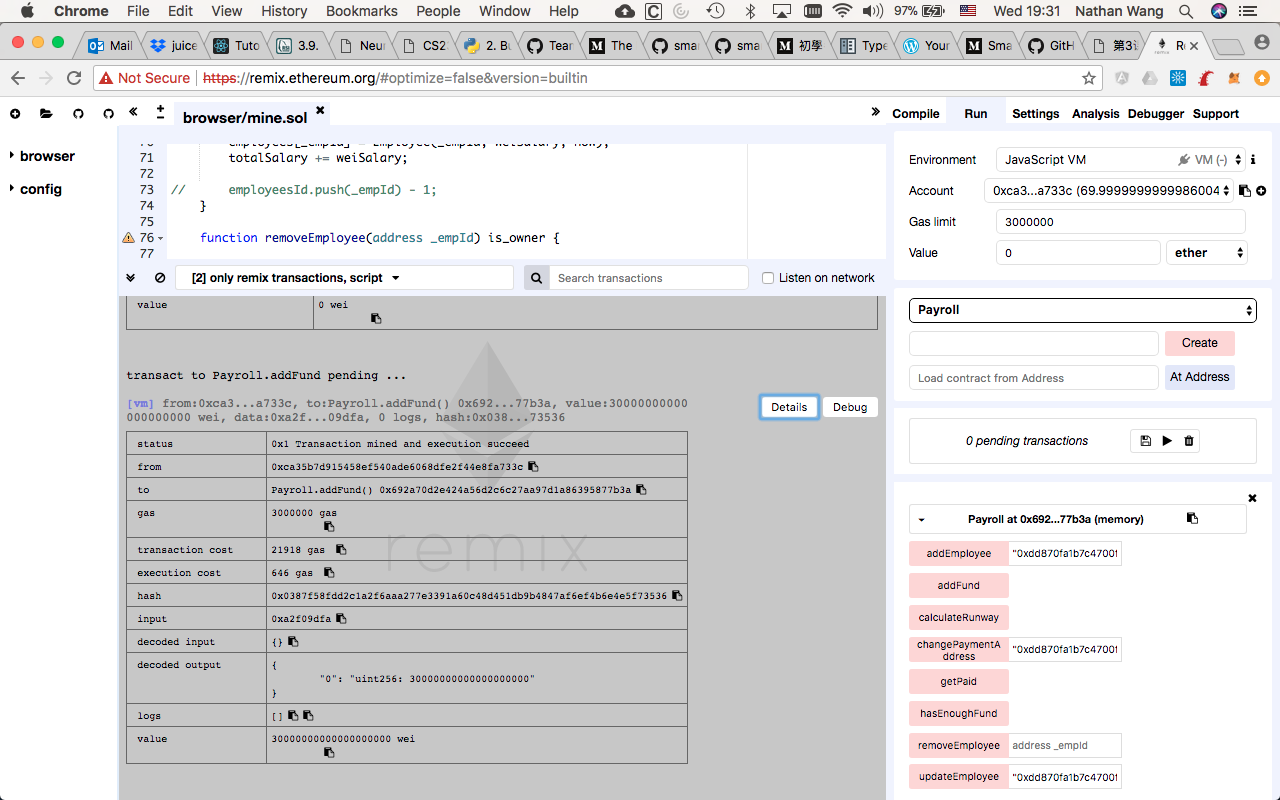 Chrome File Edit View History Bookmarks People Window Help 97% Wed 19:31 Nathan Wang
Mail juice Tuto 3.9. Neur CS2 2. Bu Tear The smar sma 初學 Type Your Sma GitH 第3i Re
Not Secure https://remix.ethereum.org/#optimize=false&version=builtin
browser/mine.sol
Compile Run Settings Analysis Debugger Support
browser
config
70 employees[_empId] = Employee(_empId, weiSalary, now);
71 totalSalary += weiSalary;
72
73 // employeesId.push(_empId) - 1;
74 }
75
76 function removeEmployee(address _empId) is_owner {
77
[2] only remix transactions, script Search transactions Listen on network
value 0 wei
transact to Payroll.addFund pending ...
[vm] from:0xca3...a733c, to:Payroll.addFund() 0x692...77b3a, value:30000000000
000000000 wei, data:0xa2f...09dfa, 0 logs, hash:0x038...73536
Details Debug
status 0x1 Transaction mined and execution succeed
from 0xca35b7d915458ef540ade6068dfe2f44e8fa733c
to Payroll.addFund() 0x692a70d2e424a56d2c6c27aa97d1a86395877b3a
gas 3000000 gas
transaction cost 21918 gas
execution cost 646 gas
hash 0x0387f58fdd2c1a2f6aaa277e3391a60c48d451db9b4847af6ef4b6e4e5f73536
input 0xa2f09dfa
decoded input {}
decoded output {
"0": "uint256: 30000000000000000000"
}
logs []
value 30000000000000000000 wei
remix
Environment JavaScript VM VM (-)
Account 0xca3...a733c (69.9999999999986004
Gas limit 3000000
Value 0 ether
Payroll
Create
Load contract from Address At Address
0 pending transactions
Payroll at 0x692...77b3a (memory)
addEmployee "0xdd870fa1b7c4700f
addFund
calculateRunway
changePaymentA
ddress "0xdd870fa1b7c4700f
getPaid
hasEnoughFund
removeEmployee address _empId
updateEmployee "0xdd870fa1b7c4700f